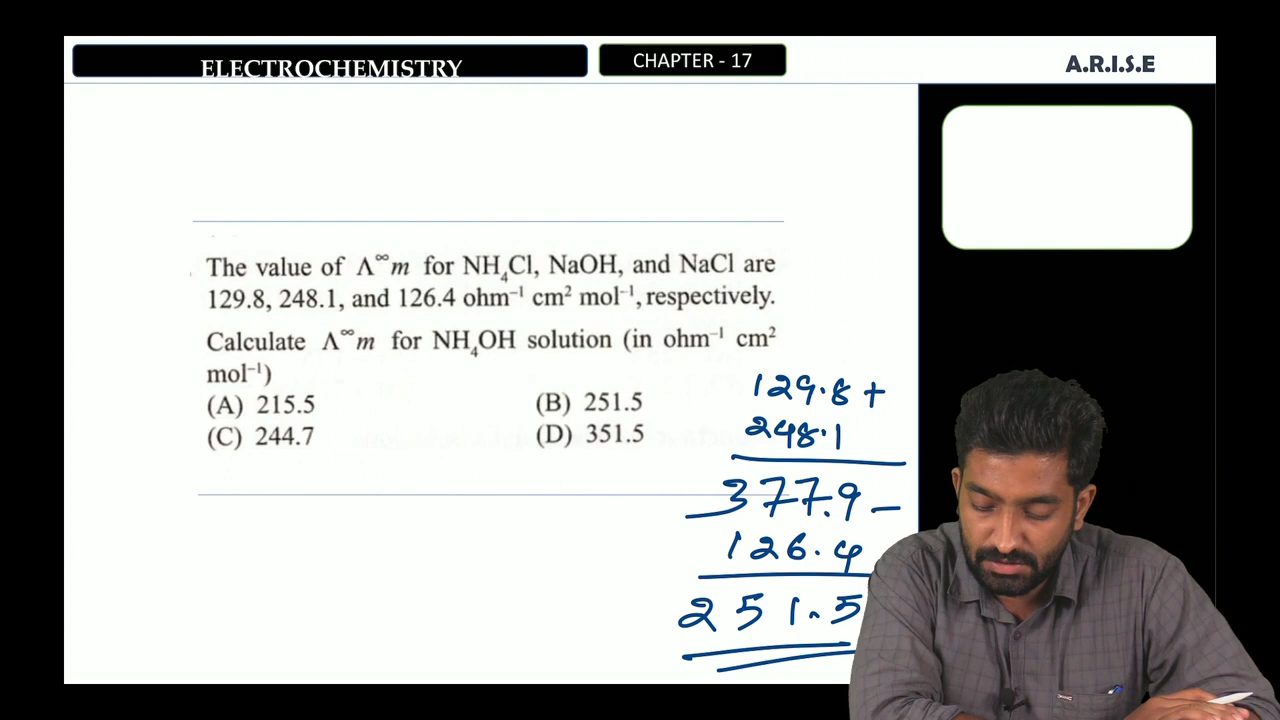 ELECTROCHEMISTRY
CHAPTER - 17
A.R.I.S.E
The value of Λ∞m for NH₄Cl, NaOH, and NaCl are
129.8, 248.1, and 126.4 ohm⁻¹ cm² mol⁻¹, respectively.
Calculate Λ∞m for NH₄OH solution (in ohm⁻¹ cm²
mol⁻¹)
(A) 215.5 (B) 251.5
(C) 244.7 (D) 351.5
129.8 +
248.1
377.9 -
126.4
251.5